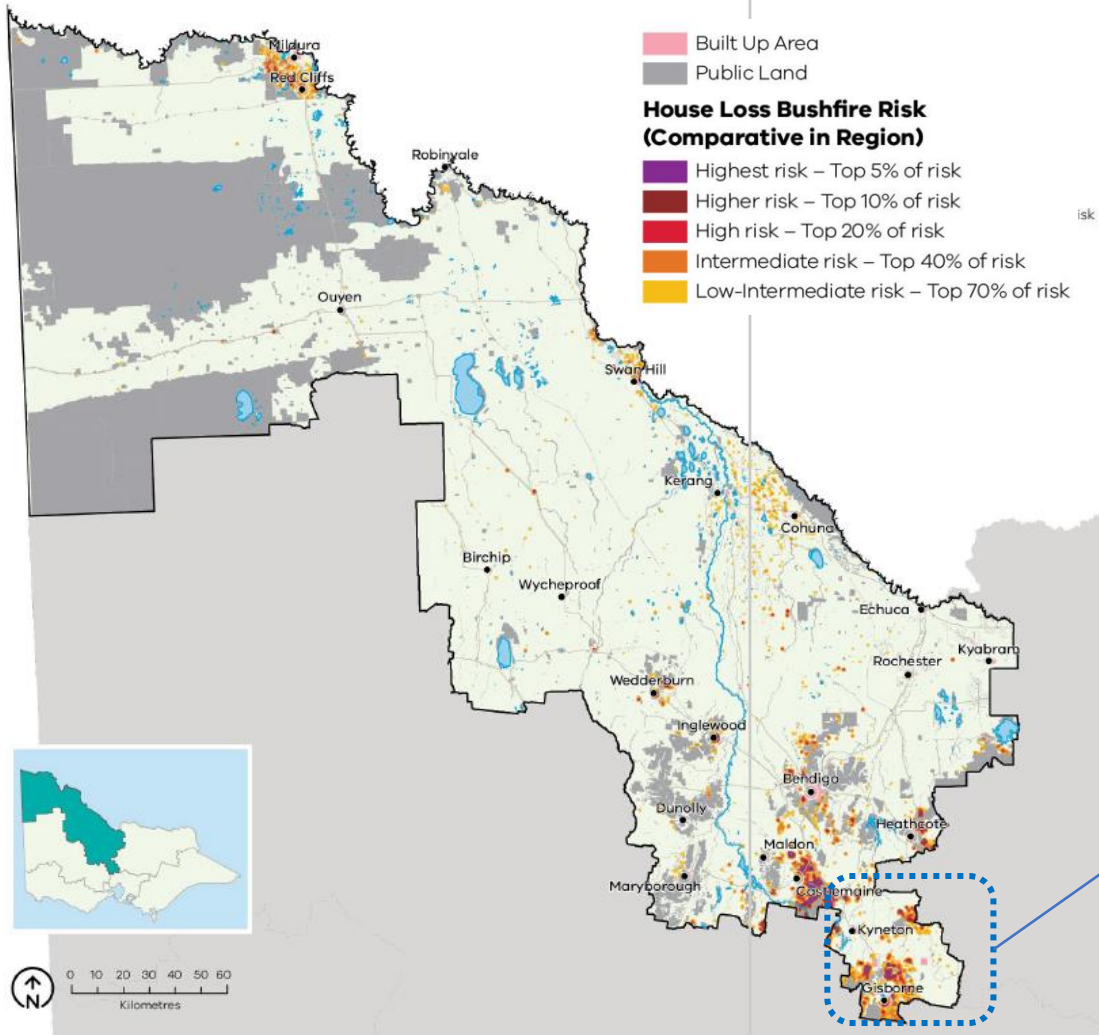 Built Up Area
Public Land
House Loss Bushfire Risk
(Comparative in Region)
Highest risk – Top 5% of risk
Higher risk – Top 10% of risk
High risk – Top 20% of risk
Intermediate risk – Top 40% of risk
Low-Intermediate risk – Top 70% of risk
isk
Mildura
Red Cliffs
Robinvale
Ouyen
Swan Hill
Kerang
Cohuna
Birchip
Wycheproof
Echuca
Kyabram
Rochester
Wedderburn
Inglewood
Bendigo
Dunolly
Heathcote
Maldon
Maryborough
Castlemaine
Kyneton
Gisborne
N
0 10 20 30 40 50 60
Kilometres